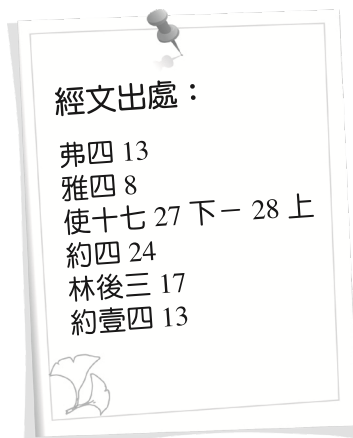 經文出處：
弗四 13
雅四 8
使十七 27 下－ 28 上
約四 24
林後三 17
約壹四 13